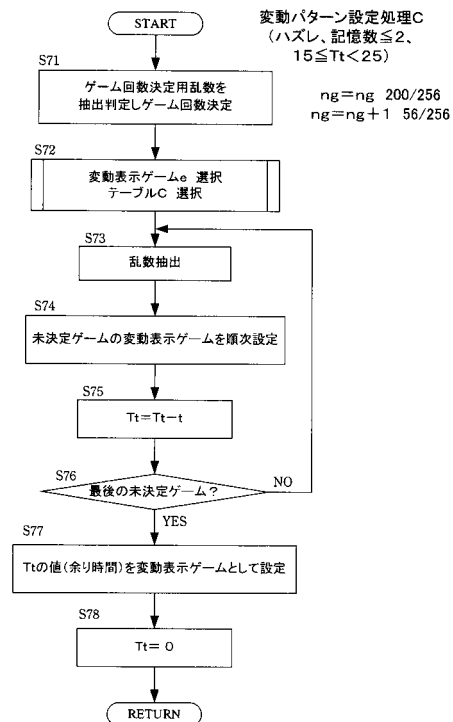 START
変動パターン設定処理C
（ハズレ、記憶数≦2、
15≦Tt＜25）
ng＝ng 200/256
ng＝ng＋1 56/256
S71
ゲーム回数決定用乱数を
抽出判定しゲーム回数決定
S72
変動表示ゲームe 選択
テーブルC 選択
S73
乱数抽出
S74
未決定ゲームの変動表示ゲームを順次設定
S75
Tt＝Tt−t
S76
最後の未決定ゲーム？
NO
YES
S77
Ttの値（余り時間）を変動表示ゲームとして設定
S78
Tt＝ 0
RETURN